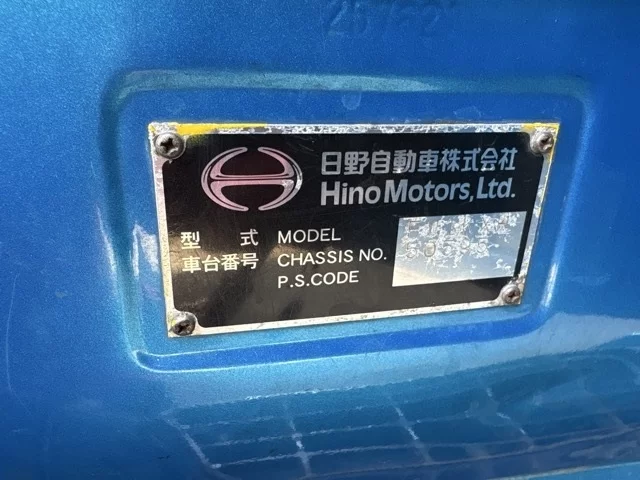 日野自動車株式会社
Hino Motors, Ltd.
型 式 MODEL
車台番号 CHASSIS NO.
P.S.CODE